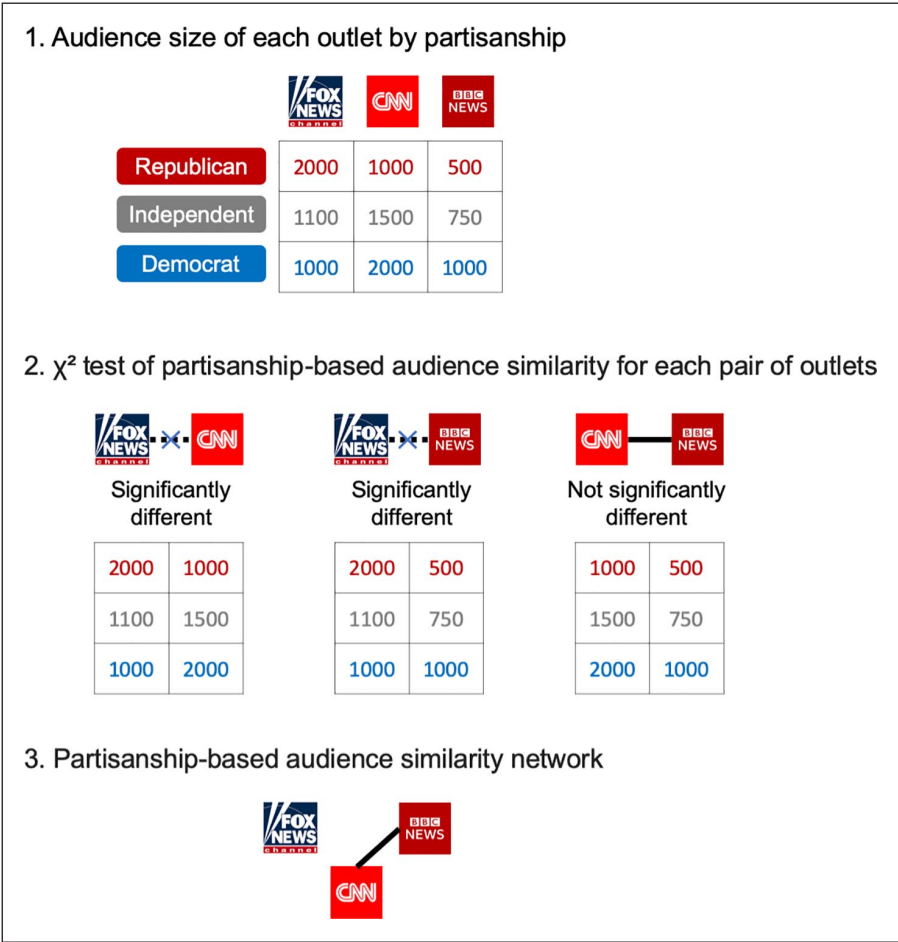 1. Audience size of each outlet by partisanship
FOX NEWS channel CNN BBC NEWS
Republican 2000 1000 500
Independent 1100 1500 750
Democrat 1000 2000 1000
2. χ² test of partisanship-based audience similarity for each pair of outlets
FOX NEWS channel CNN FOX NEWS channel BBC NEWS CNN BBC NEWS
Significantly Significantly Not significantly
different different different
2000 1000 2000 500 1000 500
1100 1500 1100 750 1500 750
1000 2000 1000 1000 2000 1000
3. Partisanship-based audience similarity network
FOX NEWS channel BBC NEWS
CNN